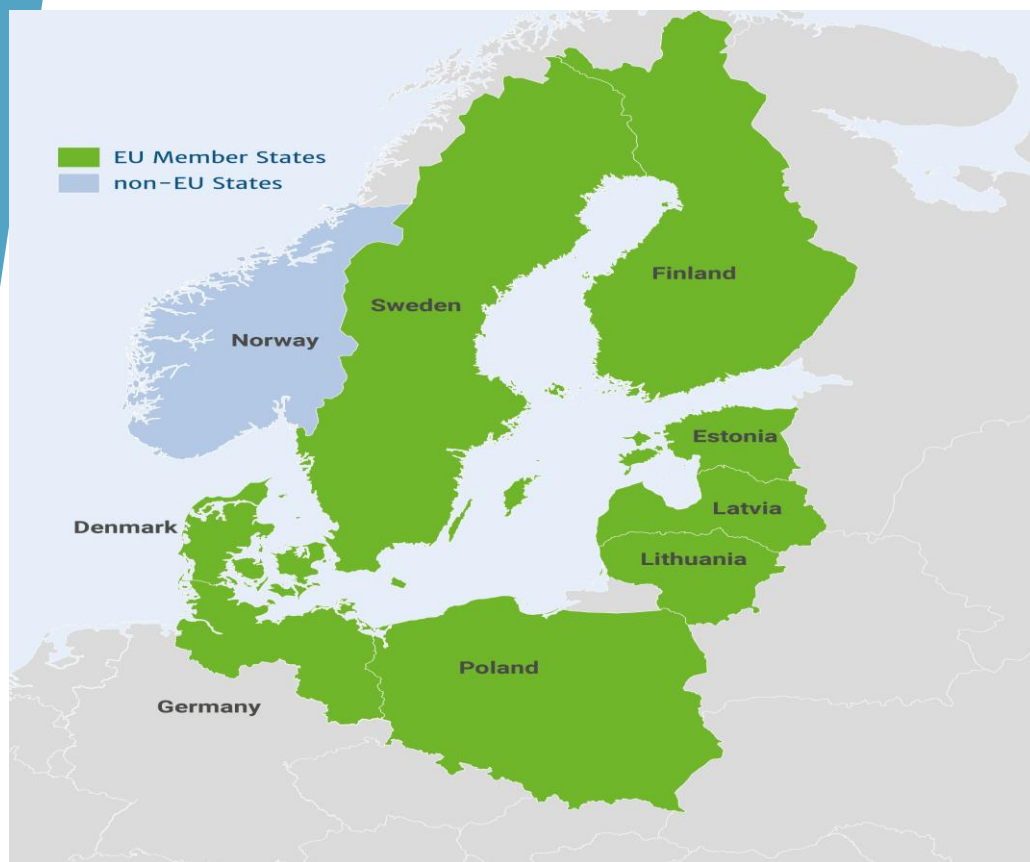 EU Member States
non-EU States
Finland
Sweden
Norway
Estonia
Latvia
Denmark
Lithuania
Poland
Germany